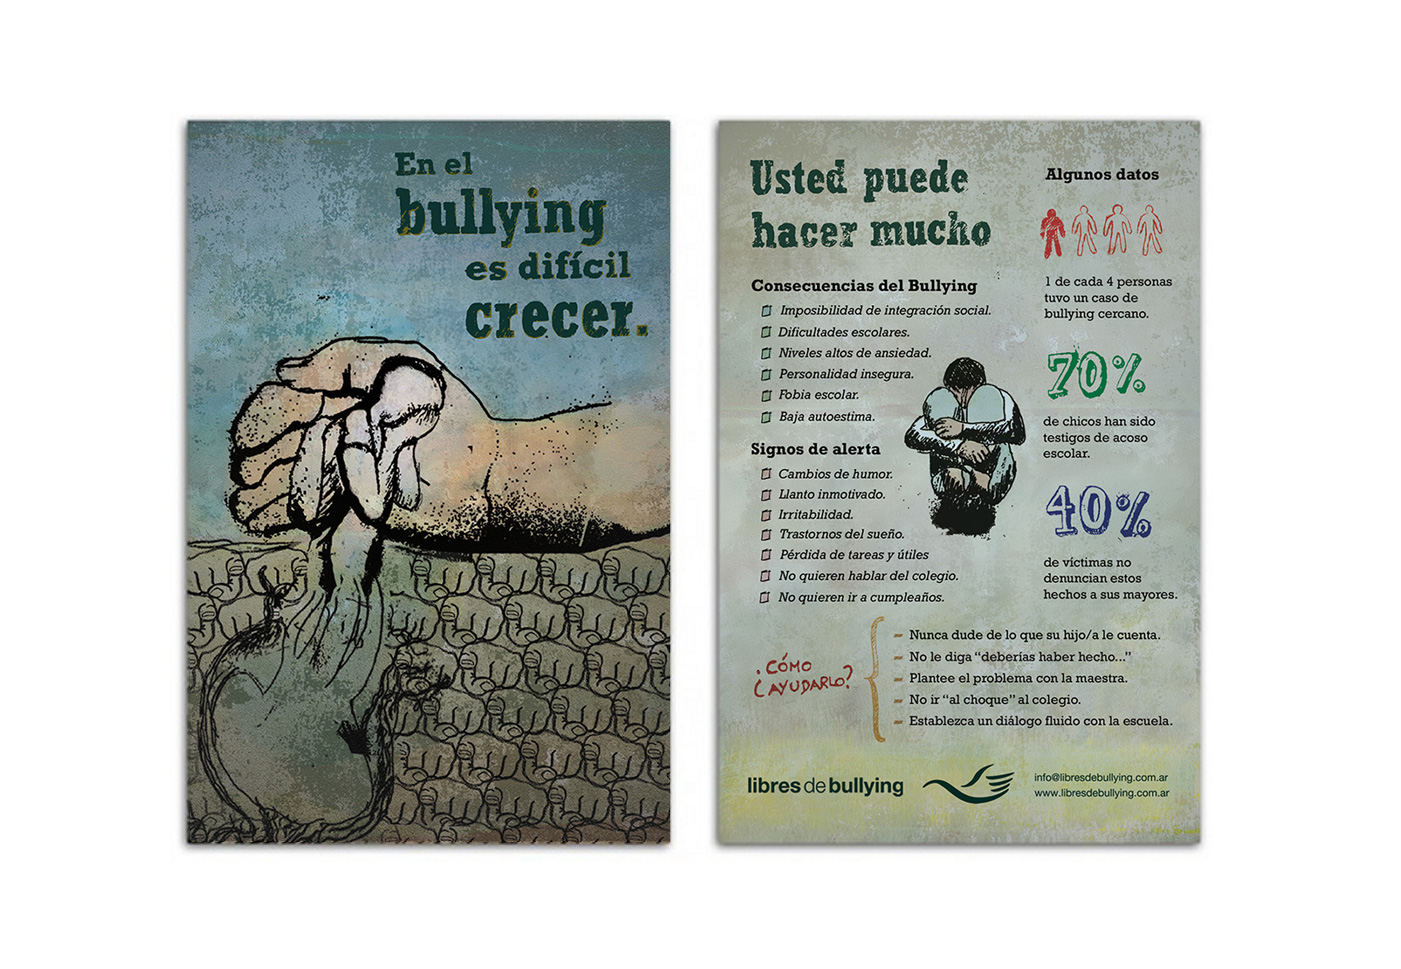 En el
bullying
es difícil
crecer.
Usted puede
hacer mucho
Consecuencias del Bullying
Imposibilidad de integración social.
Dificultades escolares.
Niveles altos de ansiedad.
Personalidad insegura.
Fobia escolar.
Baja autoestima.
Signos de alerta
Cambios de humor.
Llanto inmotivado.
Irritabilidad.
Trastornos del sueño.
Pérdida de tareas y útiles
No quieren hablar del colegio.
No quieren ir a cumpleaños.
Algunos datos
1 de cada 4 personas
tuvo un caso de
bullying cercano.
70%
de chicos han sido
testigos de acoso
escolar.
40%
de víctimas no
denuncian estos
hechos a sus mayores.
¿CÓMO
AYUDARLO?
- Nunca dude de lo que su hijo/a le cuenta.
- No le diga “deberías haber hecho...”
- Plantee el problema con la maestra.
- No ir “al choque” al colegio.
- Establezca un diálogo fluido con la escuela.
libres de bullying
info@libresdebullying.com.ar
www.libresdebullying.com.ar